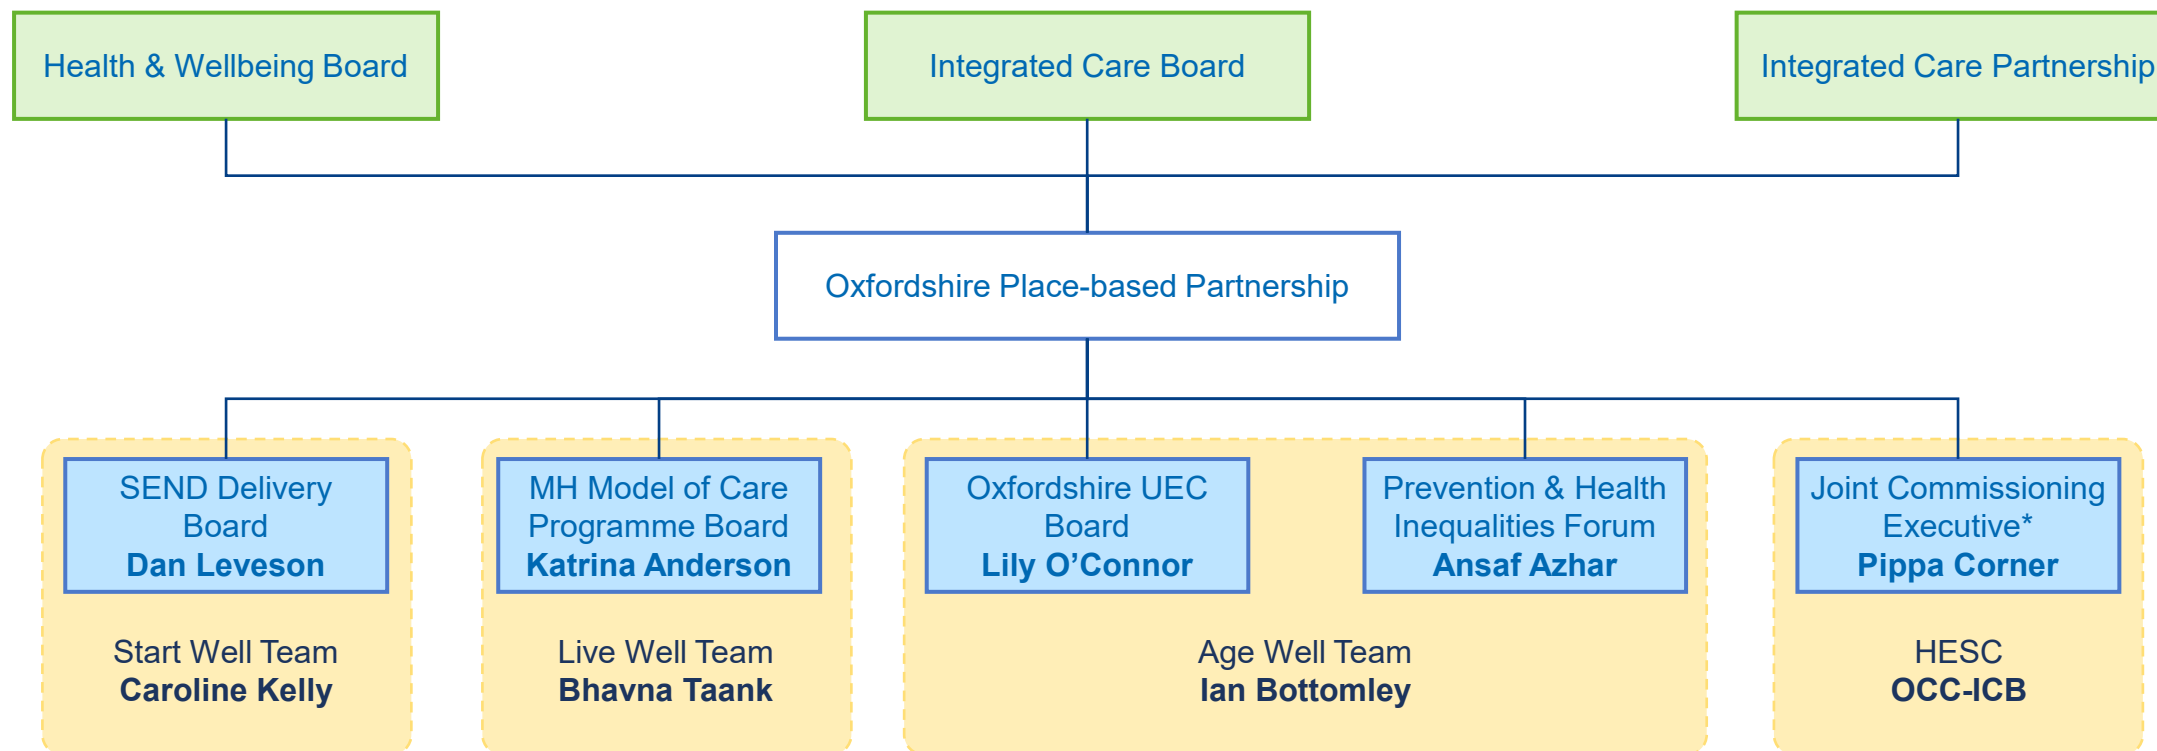 Health & Wellbeing Board
Integrated Care Board
Integrated Care Partnership
Oxfordshire Place-based Partnership
SEND Delivery
Board
Dan Leveson
MH Model of Care
Programme Board
Katrina Anderson
Oxfordshire UEC
Board
Lily O’Connor
Prevention & Health
Inequalities Forum
Ansaf Azhar
Joint Commissioning
Executive*
Pippa Corner
Start Well Team
Caroline Kelly
Live Well Team
Bhavna Taank
Age Well Team
Ian Bottomley
HESC
OCC-ICB